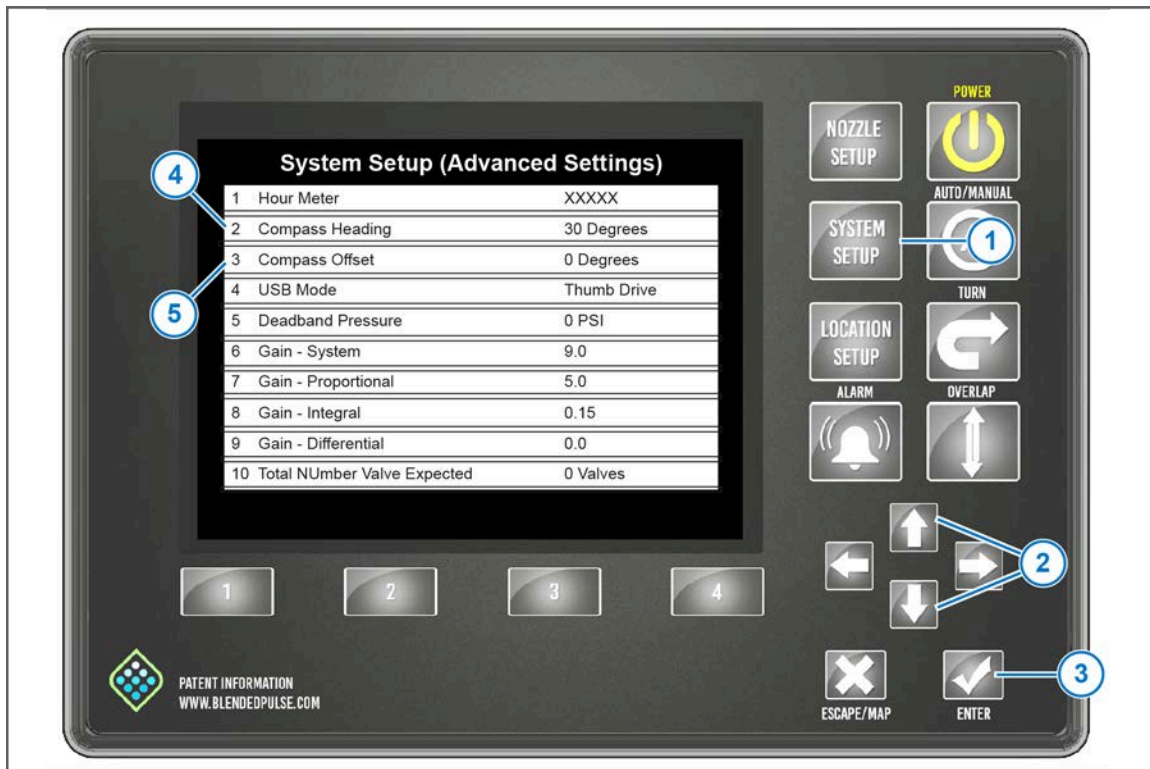 System Setup (Advanced Settings)
1 Hour Meter XXXXX
2 Compass Heading 30 Degrees
3 Compass Offset 0 Degrees
4 USB Mode Thumb Drive
5 Deadband Pressure 0 PSI
6 Gain - System 9.0
7 Gain - Proportional 5.0
8 Gain - Integral 0.15
9 Gain - Differential 0.0
10 Total NUmber Valve Expected 0 Valves
4
5
NOZZLE
SETUP
POWER
SYSTEM
SETUP
AUTO/MANUAL
1
LOCATION
SETUP
TURN
ALARM
OVERLAP
2
1
2
3
4
ESCAPE/MAP
ENTER
3
PATENT INFORMATION
WWW.BLENDEDPULSE.COM